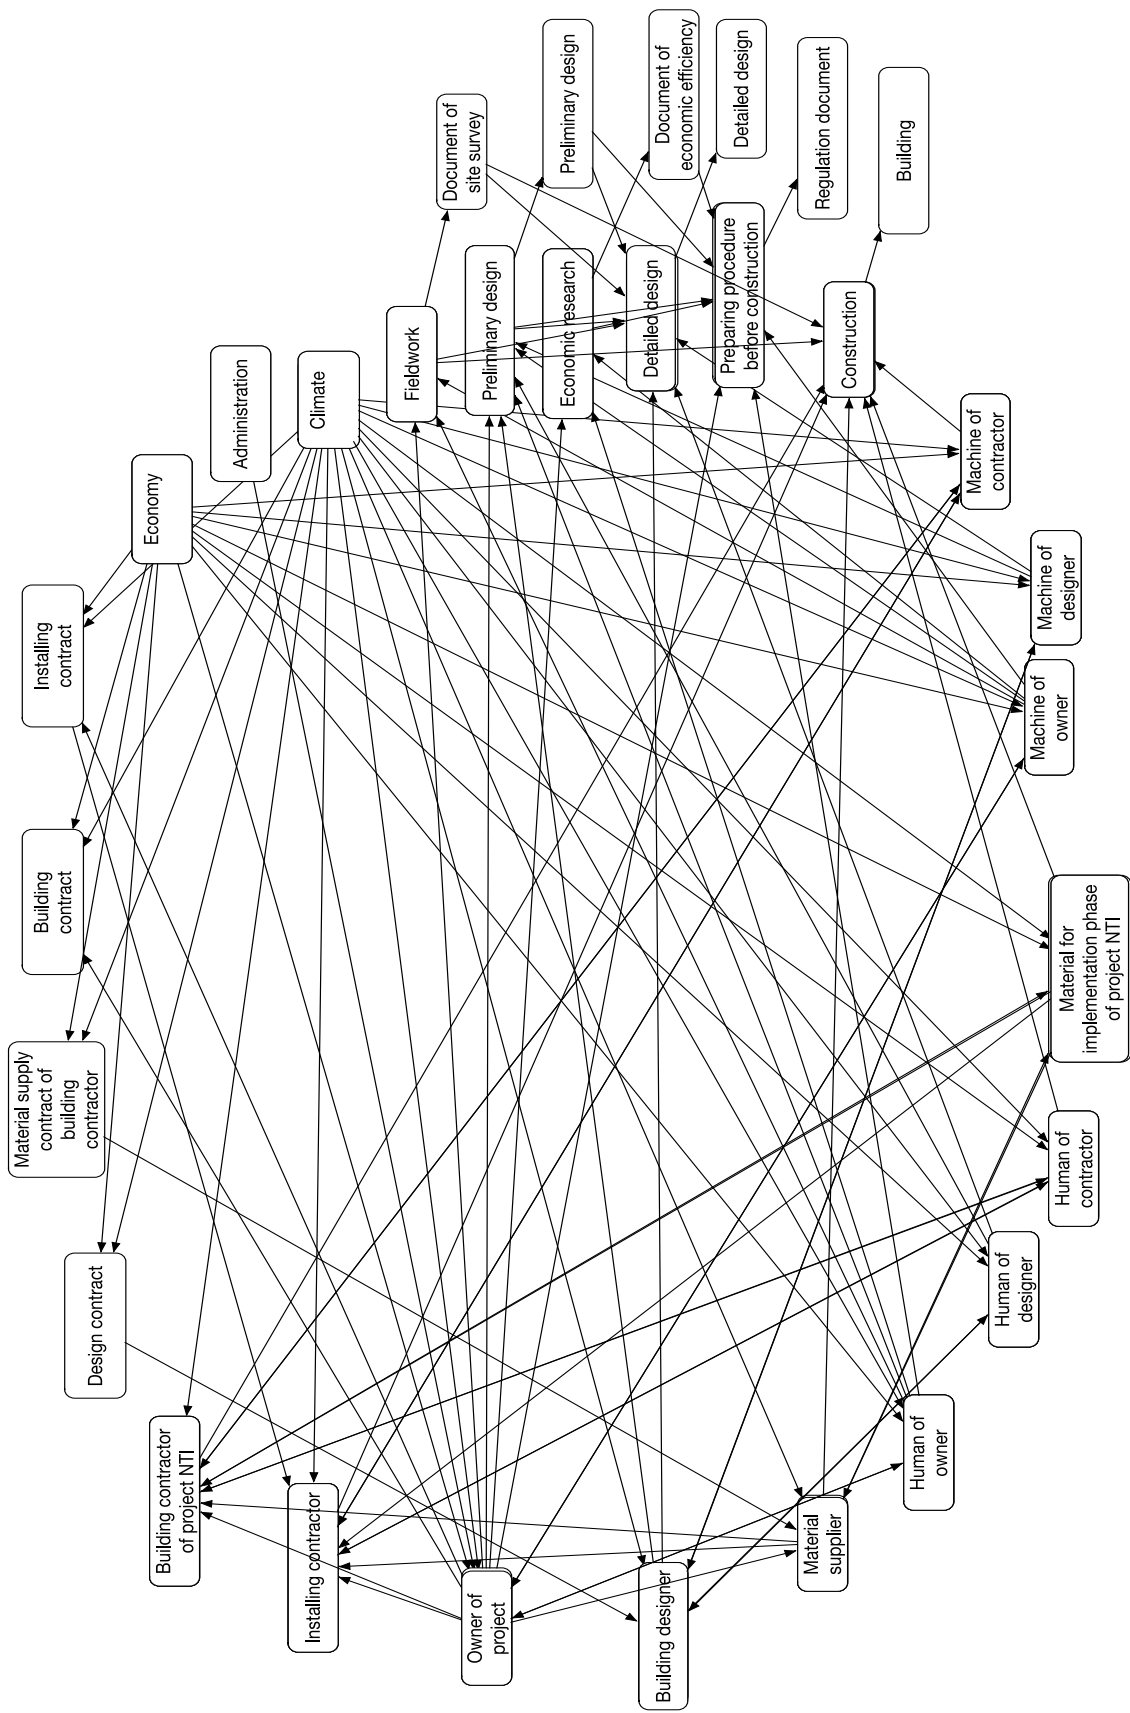 Installing
contract
Building
contract
Material supply
contract of
building
contractor
Design contract
Building contractor
of project NTI
Installing contractor
Owner of
project
Building designer
Material
supplier
Human of
owner
Human of
designer
Human of
contractor
Material for
implementation phase
of project NTI
Machine of
owner
Machine of
designer
Machine of
contractor
Economy
Administration
Climate
Fieldwork
Preliminary design
Economic research
Detailed design
Preparing procedure
before construction
Construction
Document of
site survey
Preliminary design
Document of
economic efficiency
Detailed design
Regulation document
Building